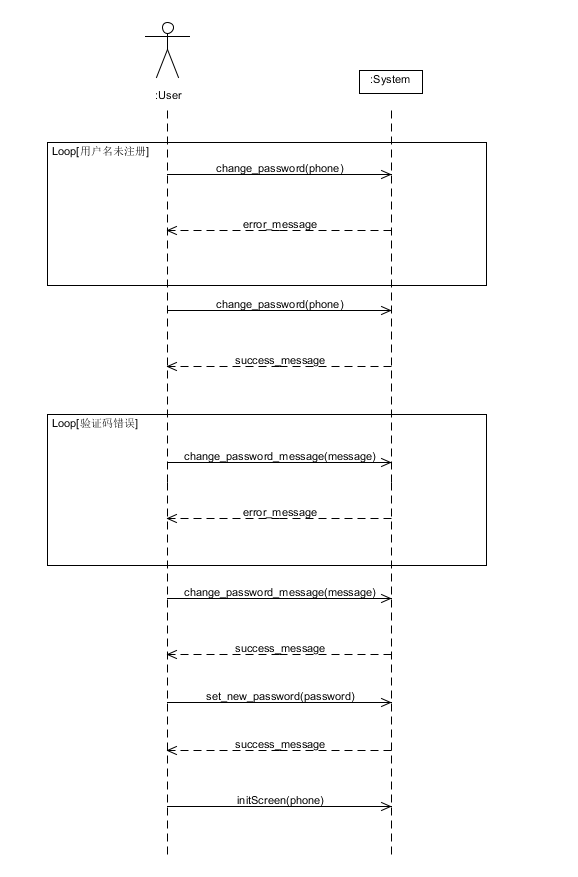 :User
:System
Loop[用户名未注册]
change_password(phone)
error_message
change_password(phone)
success_message
Loop[验证码错误]
change_password_message(message)
error_message
change_password_message(message)
success_message
set_new_password(password)
success_message
initScreen(phone)